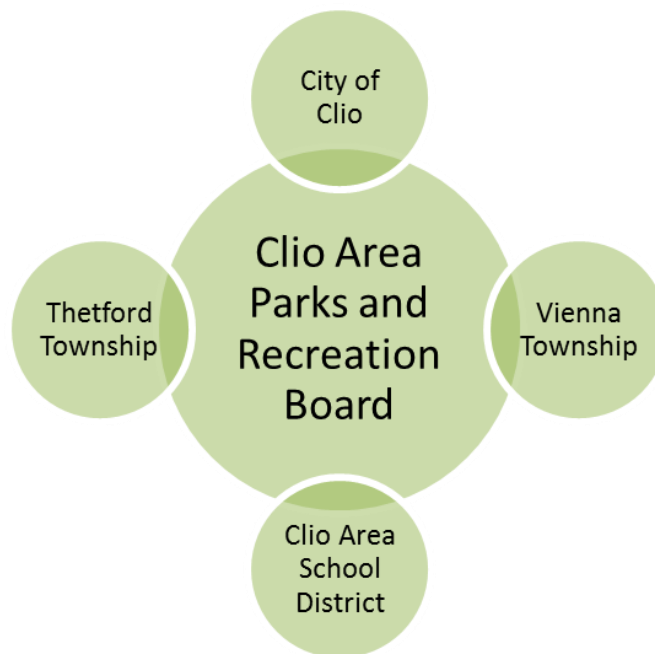 City of
Clio
Clio Area
Parks and
Recreation
Board
Thetford
Township
Vienna
Township
Clio Area
School
District